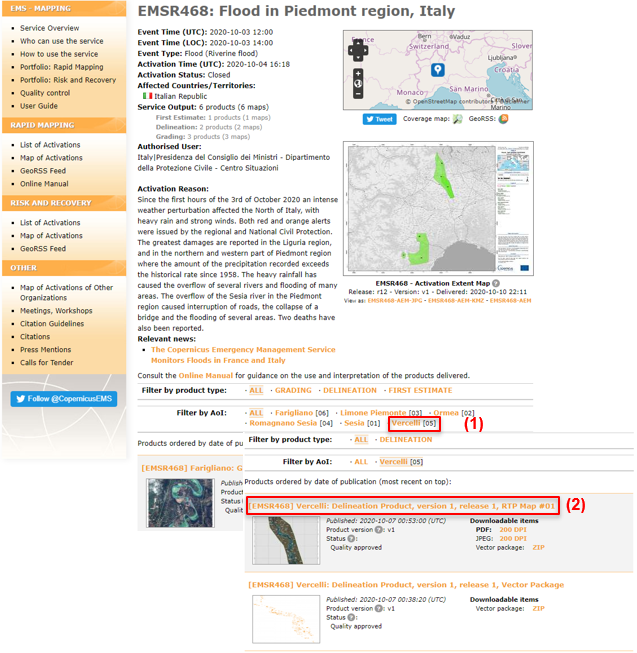 EMS - MAPPING
Service Overview
Who can use the service
How to use the service
Portfolio: Rapid Mapping
Portfolio: Risk and Recovery
Quality control
User Guide
RAPID MAPPING
List of Activations
Map of Activations
GeoRSS Feed
Online Manual
RISK AND RECOVERY
List of Activations
Map of Activations
GeoRSS Feed
OTHER
Map of Activations of Other
Organizations
Meetings, Workshops
Citation Guidelines
Citations
Press Mentions
Calls for Tender
Follow @CopernicusEMS
EMSR468: Flood in Piedmont region, Italy
Event Time (UTC): 2020-10-03 12:00
Event Time (LOC): 2020-10-03 14:00
Event Type: Flood (Riverine flood)
Activation Time (UTC): 2020-10-04 16:18
Activation Status: Closed
Affected Countries/Territories:
Italian Republic
Service Output: 6 products (6 maps)
First Estimate: 1 products (1 maps)
Delineation: 2 products (2 maps)
Grading: 3 products (3 maps)
Authorised User:
Italy|Presidenza del Consiglio dei Ministri - Dipartimento
della Protezione Civile - Centro Situazioni
Activation Reason:
Since the first hours of the 3rd of October 2020 an intense
weather perturbation affected the North of Italy, with
heavy rain and strong winds. Both red and orange alerts
were issued by the regional and National Civil Protection.
The greatest damages are reported in the Liguria region,
and in the northern and western part of Piedmont region
where the amount of the precipitation recorded exceeds
the historical rate since 1958. The heavy rainfall has
caused the overflow of several rivers and flooding of many
areas. The overflow of the Sesia river in the Piedmont
region caused interruption of roads, the collapse of a
bridge and the flooding of several areas. Two deaths have
also been reported.
Relevant news:
The Copernicus Emergency Management Service
Monitors Floods in France and Italy
Bern
Vaduz
Switzerland
Ljubljana
Croatia
Monaco
San Marino
© OpenStreetMap contributors | Disclaimer
Tweet
Coverage map:
GeoRSS:
EMSR468 - Activation Extent Map ?
Release: r12 - Version: v1 - Delivered: 2020-10-10 22:11
View as: EMSR468-AEM-JPG - EMSR468-AEM-KMZ - EMSR468-AEM
Consult the Online Manual for guidance on the use and interpretation of the products delivered.
Filter by product type: · ALL · GRADING · DELINEATION · FIRST ESTIMATE
Filter by AoI: · ALL · Farigliano [06] · Limone Piemonte [03] · Ormea [02]
· Romagnano Sesia [04] · Sesia [01] · Vercelli [05]
(1)
Products ordered by date of pu
[EMSR468] Farigliano: G
Publish
Product
Status
Quality
Filter by product type: · ALL · DELINEATION
Filter by AoI: · ALL · Vercelli [05]
Products ordered by date of publication (most recent on top):
[EMSR468] Vercelli: Delineation Product, version 1, release 1, RTP Map #01
(2)
Published: 2020-10-07 00:53:00 (UTC)
Product version ?: v1
Status ?:
Quality approved
Downloadable items
PDF: 200 DPI
JPEG: 200 DPI
Vector package: ZIP
[EMSR468] Vercelli: Delineation Product, version 1, release 1, Vector Package
Published: 2020-10-07 00:38:20 (UTC)
Product version ?: v1
Status ?:
Quality approved
Downloadable items
Vector package: ZIP